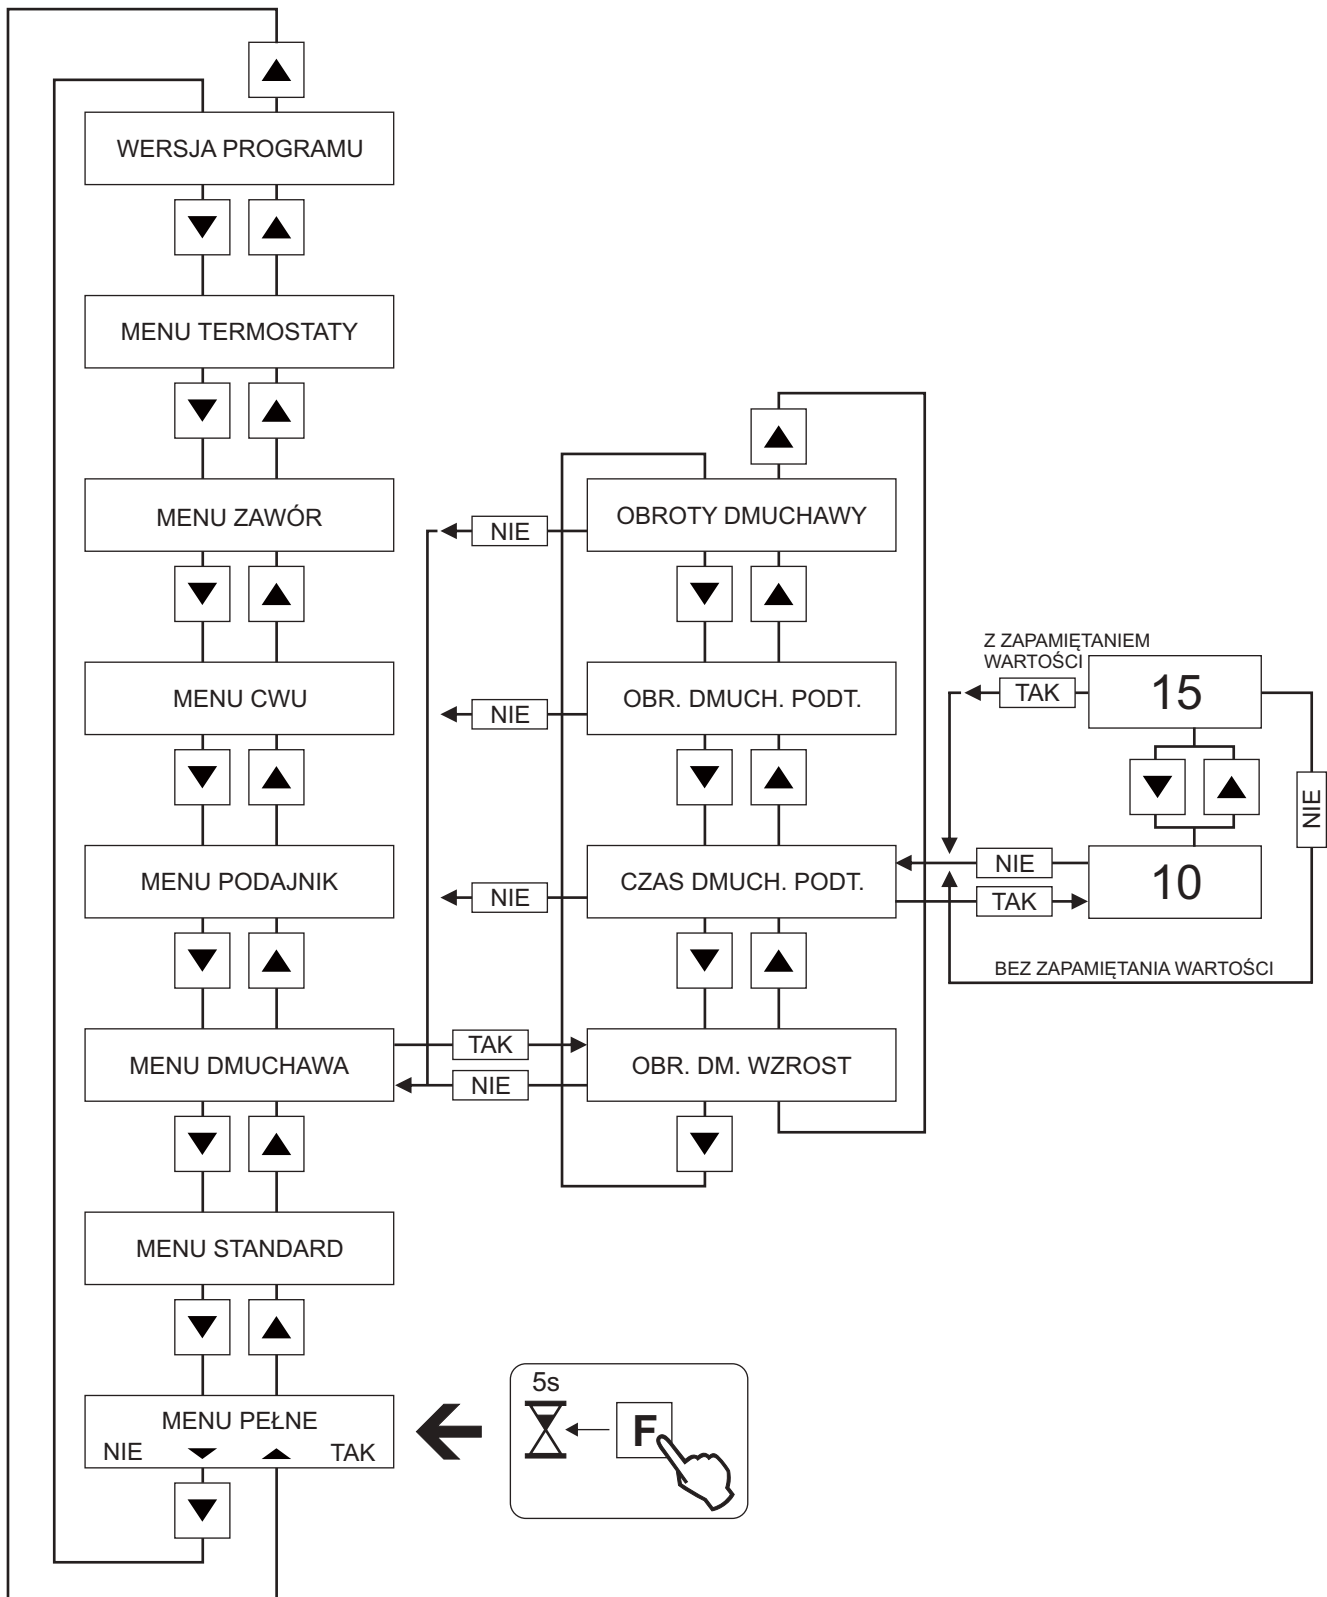 WERSJA PROGRAMU
MENU TERMOSTATY
MENU ZAWÓR
MENU CWU
MENU PODAJNIK
MENU DMUCHAWA
MENU STANDARD
MENU PEŁNE
NIE TAK
OBROTY DMUCHAWY
NIE
OBR. DMUCH. PODT.
NIE
CZAS DMUCH. PODT.
NIE
OBR. DM. WZROST
TAK
NIE
Z ZAPAMIĘTANIEM
WARTOŚCI
TAK
15
NIE
NIE
TAK
10
BEZ ZAPAMIĘTANIA WARTOŚCI
5s
F